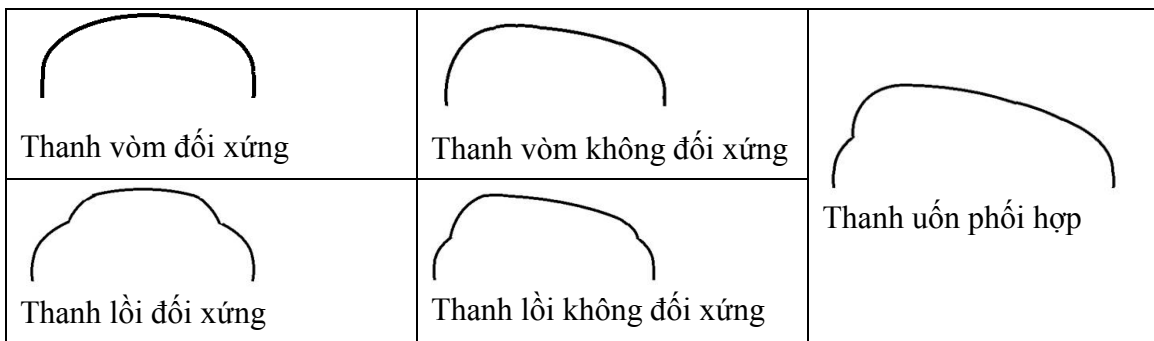 Thanh vòm đối xứng
Thanh vòm không đối xứng
Thanh uốn phối hợp
Thanh lồi đối xứng
Thanh lồi không đối xứng